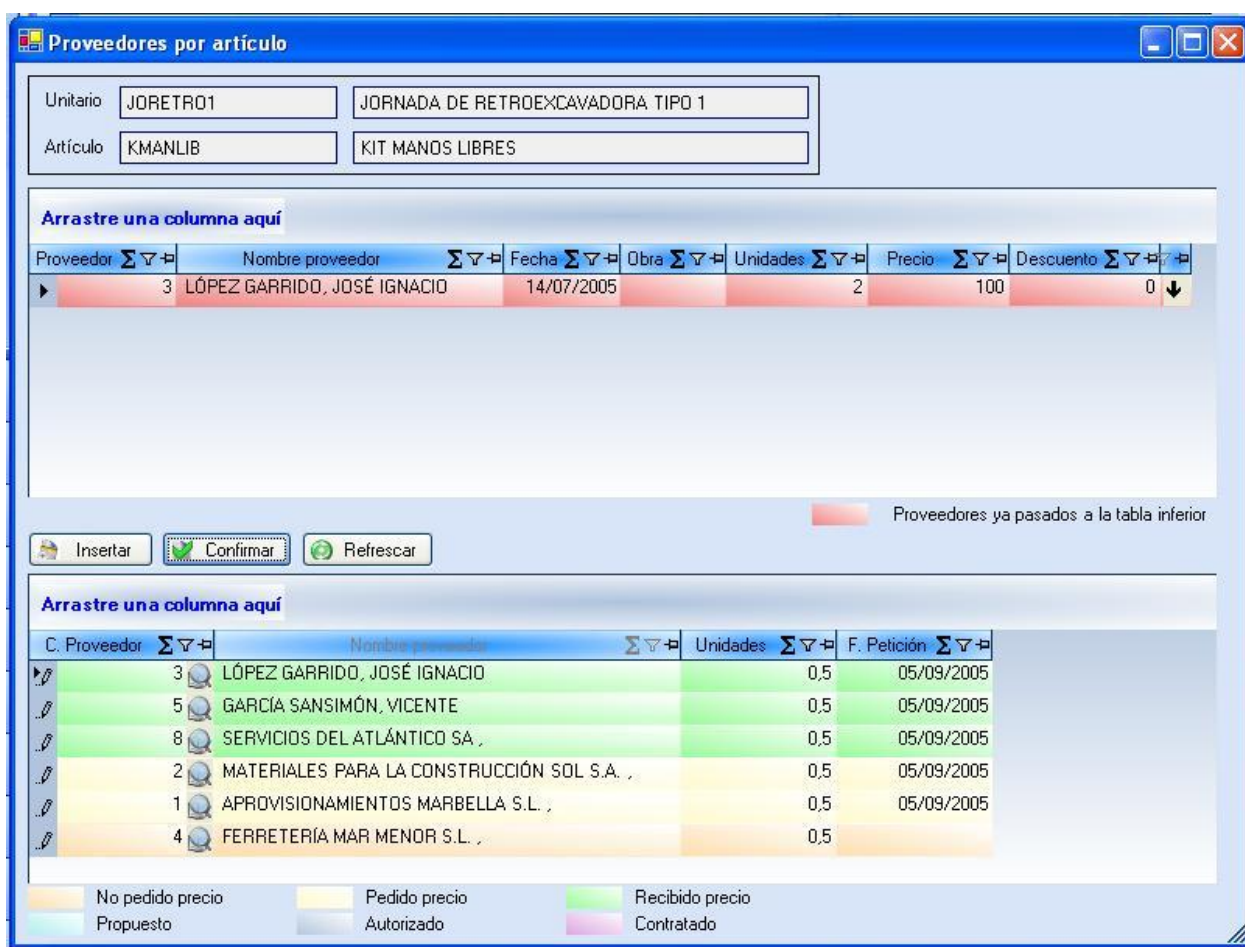 Proveedores por artículo
Unitario JORETRO1 JORNADA DE RETROEXCAVADORA TIPO 1
Artículo KMANLIB KIT MANOS LIBRES
Arrastre una columna aquí
Proveedor Nombre proveedor Fecha Obra Unidades Precio Descuento
3 LÓPEZ GARRIDO, JOSÉ IGNACIO 14/07/2005 2 100 0
Proveedores ya pasados a la tabla inferior
Insertar Confirmar Refrescar
Arrastre una columna aquí
C. Proveedor Nombre proveedor Unidades F. Petición
3 LÓPEZ GARRIDO, JOSÉ IGNACIO 0,5 05/09/2005
5 GARCÍA SANSIMÓN, VICENTE 0,5 05/09/2005
8 SERVICIOS DEL ATLÁNTICO SA , 0,5 05/09/2005
2 MATERIALES PARA LA CONSTRUCCIÓN SOL S.A. , 0,5 05/09/2005
1 APROVISIONAMIENTOS MARBELLA S.L. , 0,5 05/09/2005
4 FERRETERÍA MAR MENOR S.L. , 0,5
No pedido precio Pedido precio Recibido precio
Propuesto Autorizado Contratado